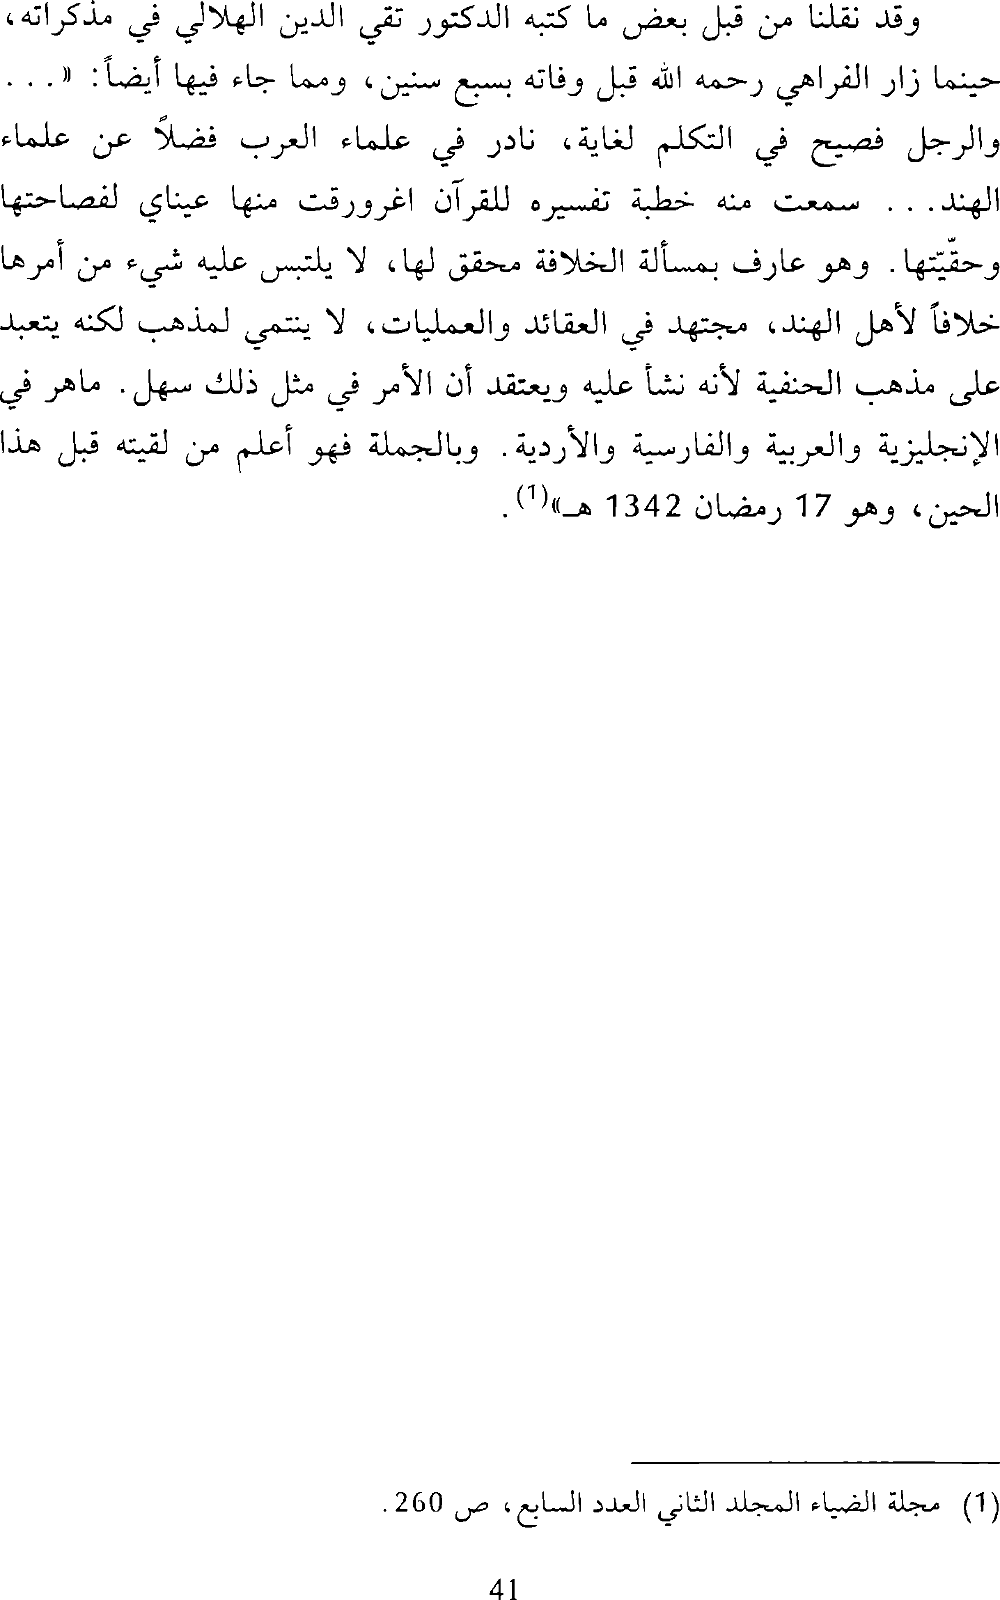 وقد نقلنا من قبل بعض ما كتبه الدكتور تقي الدين الهلالي في مذكراته،
حينما زار الفراهي رحمه الله قبل وفاته بسبع سنين، ومما جاء فيها أيضاً: «...
والرجل فصيح في التكلم لغاية، نادر في علماء العرب فضلاً عن علماء
الهند... سمعت منه خطبة تفسيره للقرآن اغرورقت منها عيناي لفصاحتها
وحقّيّتها. وهو عارف بمسألة الخلافة محقق لها، لا يلتبس عليه شيء من أمرها
خلافاً لأهل الهند، مجتهد في العقائد والعمليات، لا ينتمي لمذهب لكنه يتعبد
على مذهب الحنفية لأنه نشأ عليه ويعتقد أن الأمر في مثل ذلك سهل. ماهر في
الإنجليزية والعربية والفارسية والأردية. وبالجملة فهو أعلم من لقيته قبل هذا
الحين، وهو 17 رمضان 1342 هـ»(1).
(1) مجلة الضياء المجلد الثاني العدد السابع، ص 260.
41